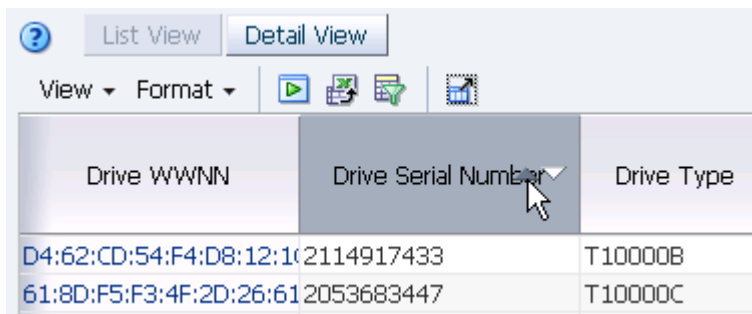 List View Detail View
View Format
Drive WWNN Drive Serial Number Drive Type
D4:62:CD:54:F4:D8:12:1 2114917433 T10000B
61:8D:F5:F3:4F:2D:26:61 2053683447 T10000C